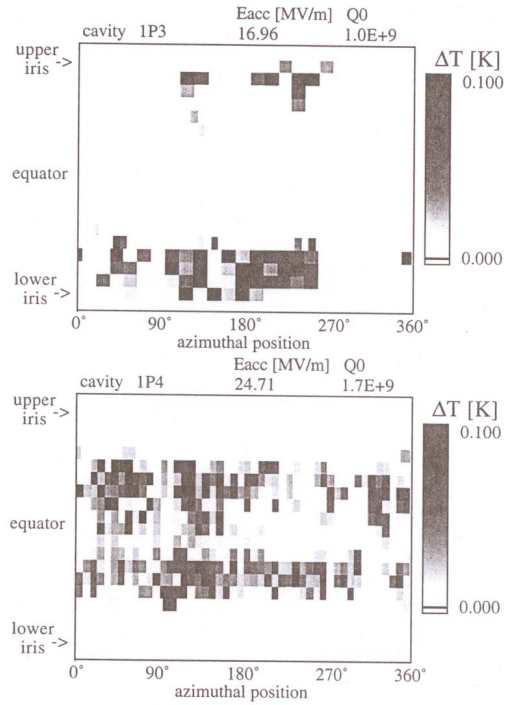 Eacc [MV/m] Q0
cavity 1P3 16.96 1.0E+9
upper
iris ->
ΔT [K]
0.100
equator
0.000
lower
iris ->
0° 90° 180° 270° 360°
azimuthal position
Eacc [MV/m] Q0
cavity 1P4 24.71 1.7E+9
upper
iris ->
ΔT [K]
0.100
equator
0.000
lower
iris ->
0° 90° 180° 270° 360°
azimuthal position